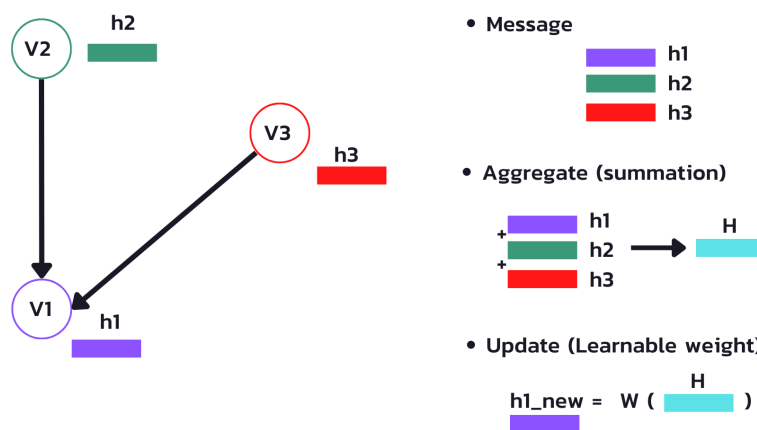 h2
V2
V3
h3
V1
h1
• Message
h1
h2
h3
• Aggregate (summation)
h1
+
h2
+
h3
H
• Update (Learnable weight)
H
h1_new = W ( )